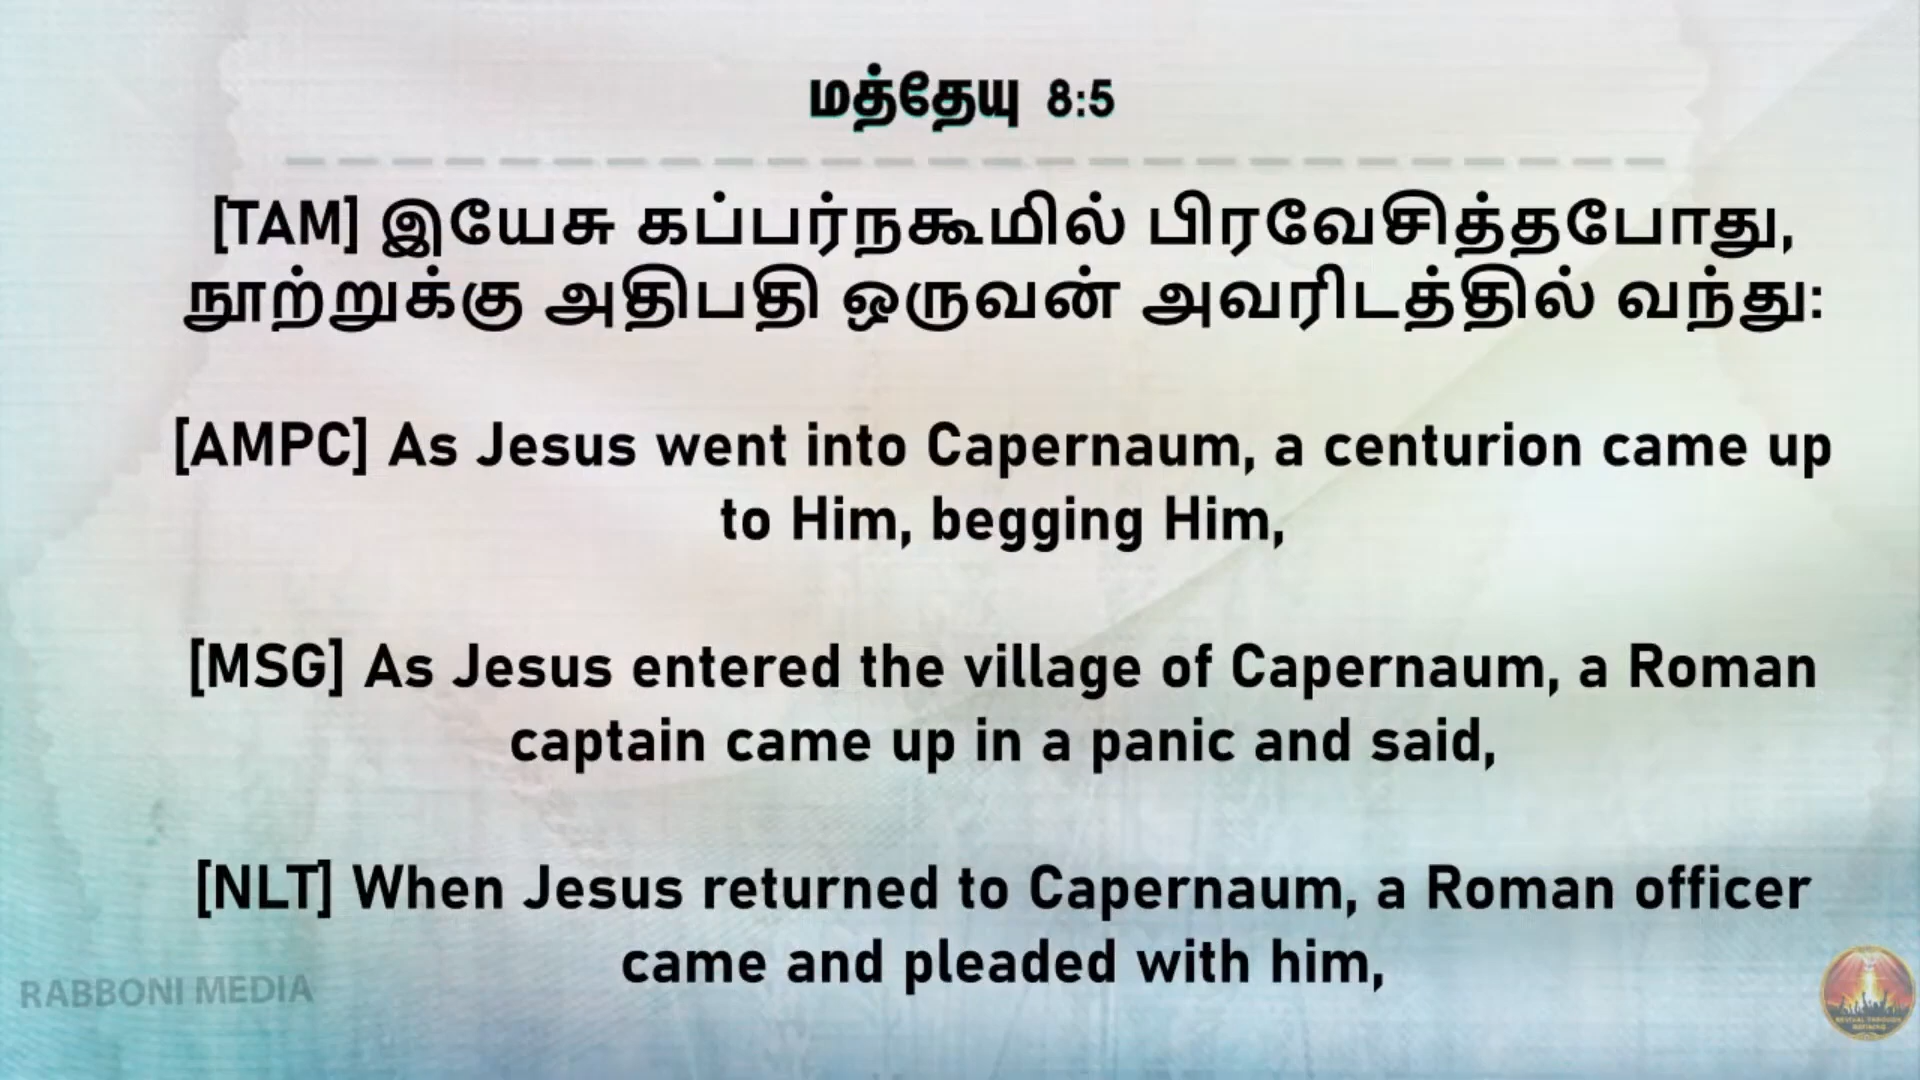 மத்தேயு 8:5
[TAM] இயேசு கப்பர்நகூமில் பிரவேசித்தபோது,
நூற்றுக்கு அதிபதி ஒருவன் அவரிடத்தில் வந்து:
[AMPC] As Jesus went into Capernaum, a centurion came up
to Him, begging Him,
[MSG] As Jesus entered the village of Capernaum, a Roman
captain came up in a panic and said,
[NLT] When Jesus returned to Capernaum, a Roman officer
came and pleaded with him,
RABBONI MEDIA
REVIVAL THROUGH